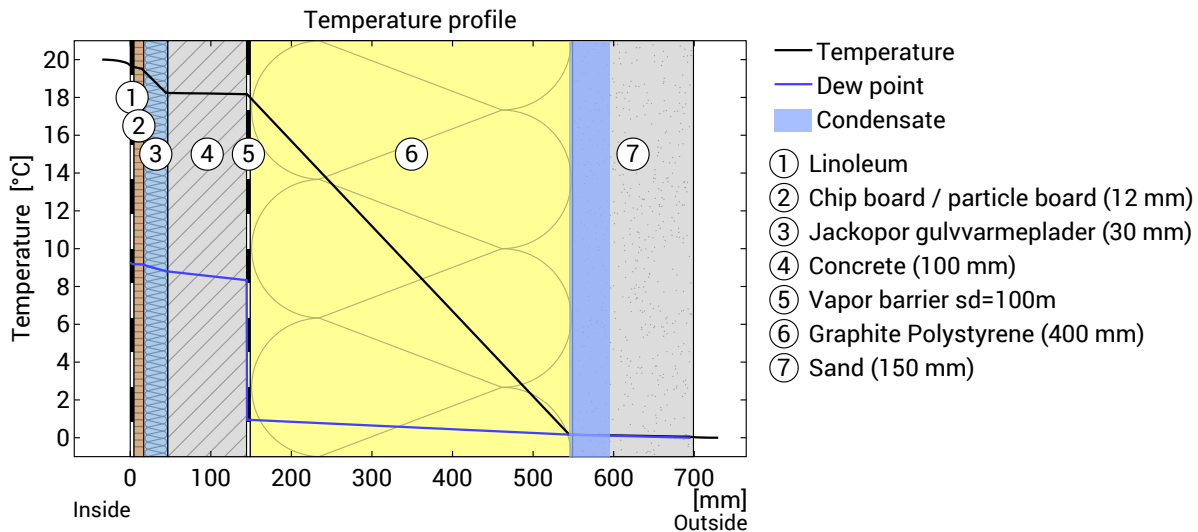 Temperature profile
Temperature [°C]
20
18
16
14
12
10
8
6
4
2
0
1
2
3
4
5
6
7
0
100
200
300
400
500
600
700
[mm]
Inside
Outside
Temperature
Dew point
Condensate
1 Linoleum
2 Chip board / particle board (12 mm)
3 Jackopor gulvvarmeplader (30 mm)
4 Concrete (100 mm)
5 Vapor barrier sd=100m
6 Graphite Polystyrene (400 mm)
7 Sand (150 mm)